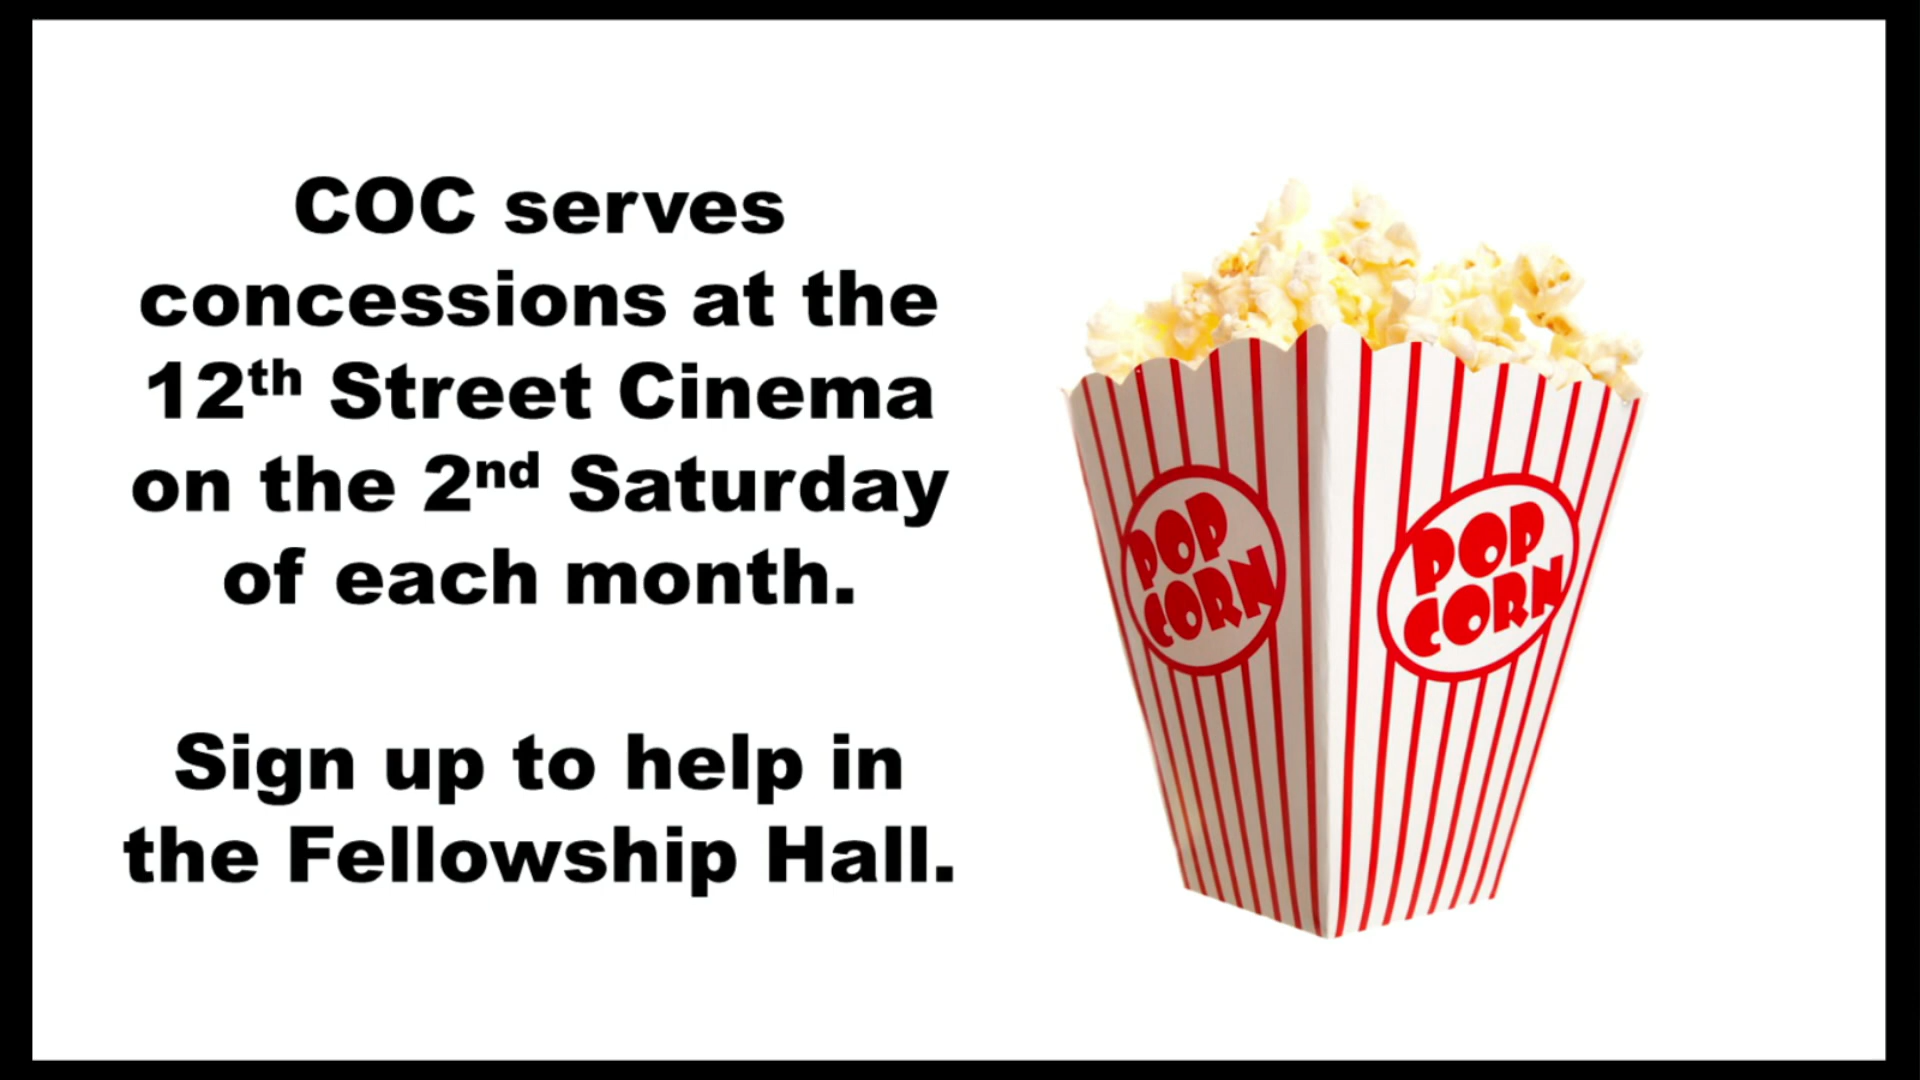 COC serves
concessions at the
12th Street Cinema
on the 2nd Saturday
of each month.
Sign up to help in
the Fellowship Hall.
POP
CORN
POP
CORN